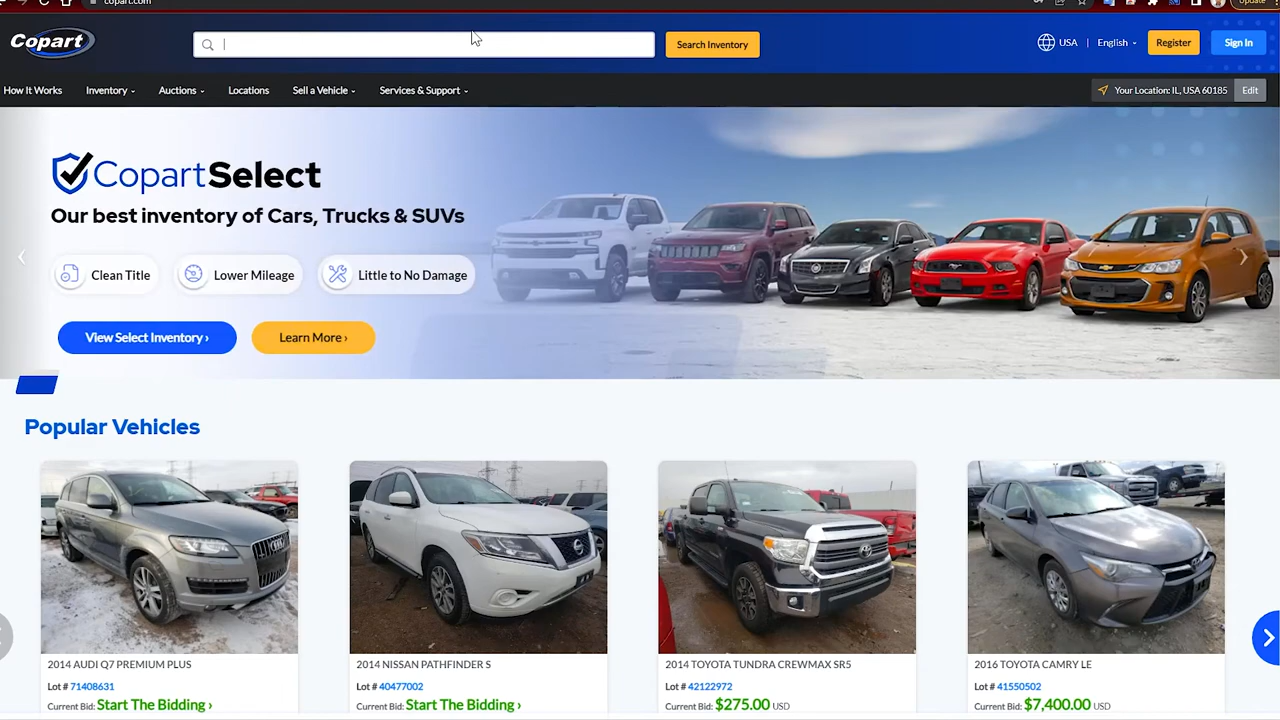 copart.com
Update
Copart
Search Inventory
USA
English
Register
Sign In
How It Works
Inventory
Auctions
Locations
Sell a Vehicle
Services & Support
Your Location: IL, USA 60185
Edit
CopartSelect
Our best inventory of Cars, Trucks & SUVs
Clean Title
Lower Mileage
Little to No Damage
View Select Inventory ›
Learn More ›
Popular Vehicles
2014 AUDI Q7 PREMIUM PLUS
Lot # 71408631
Current Bid: Start The Bidding ›
2014 NISSAN PATHFINDER S
Lot # 40477002
Current Bid: Start The Bidding ›
2014 TOYOTA TUNDRA CREWMAX SR5
Lot # 42122972
Current Bid: $275.00 USD
2016 TOYOTA CAMRY LE
Lot # 41550502
Current Bid: $7,400.00 USD